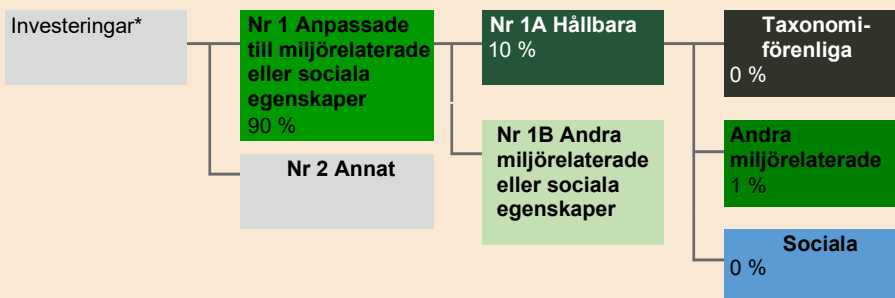 Investeringar*
Nr 1 Anpassade
till miljörelaterade
eller sociala
egenskaper
90 %
Nr 2 Annat
Nr 1A Hållbara
10 %
Nr 1B Andra
miljörelaterade
eller sociala
egenskaper
Taxonomi-
förenliga
0 %
Andra
miljörelaterade
1 %
Sociala
0 %